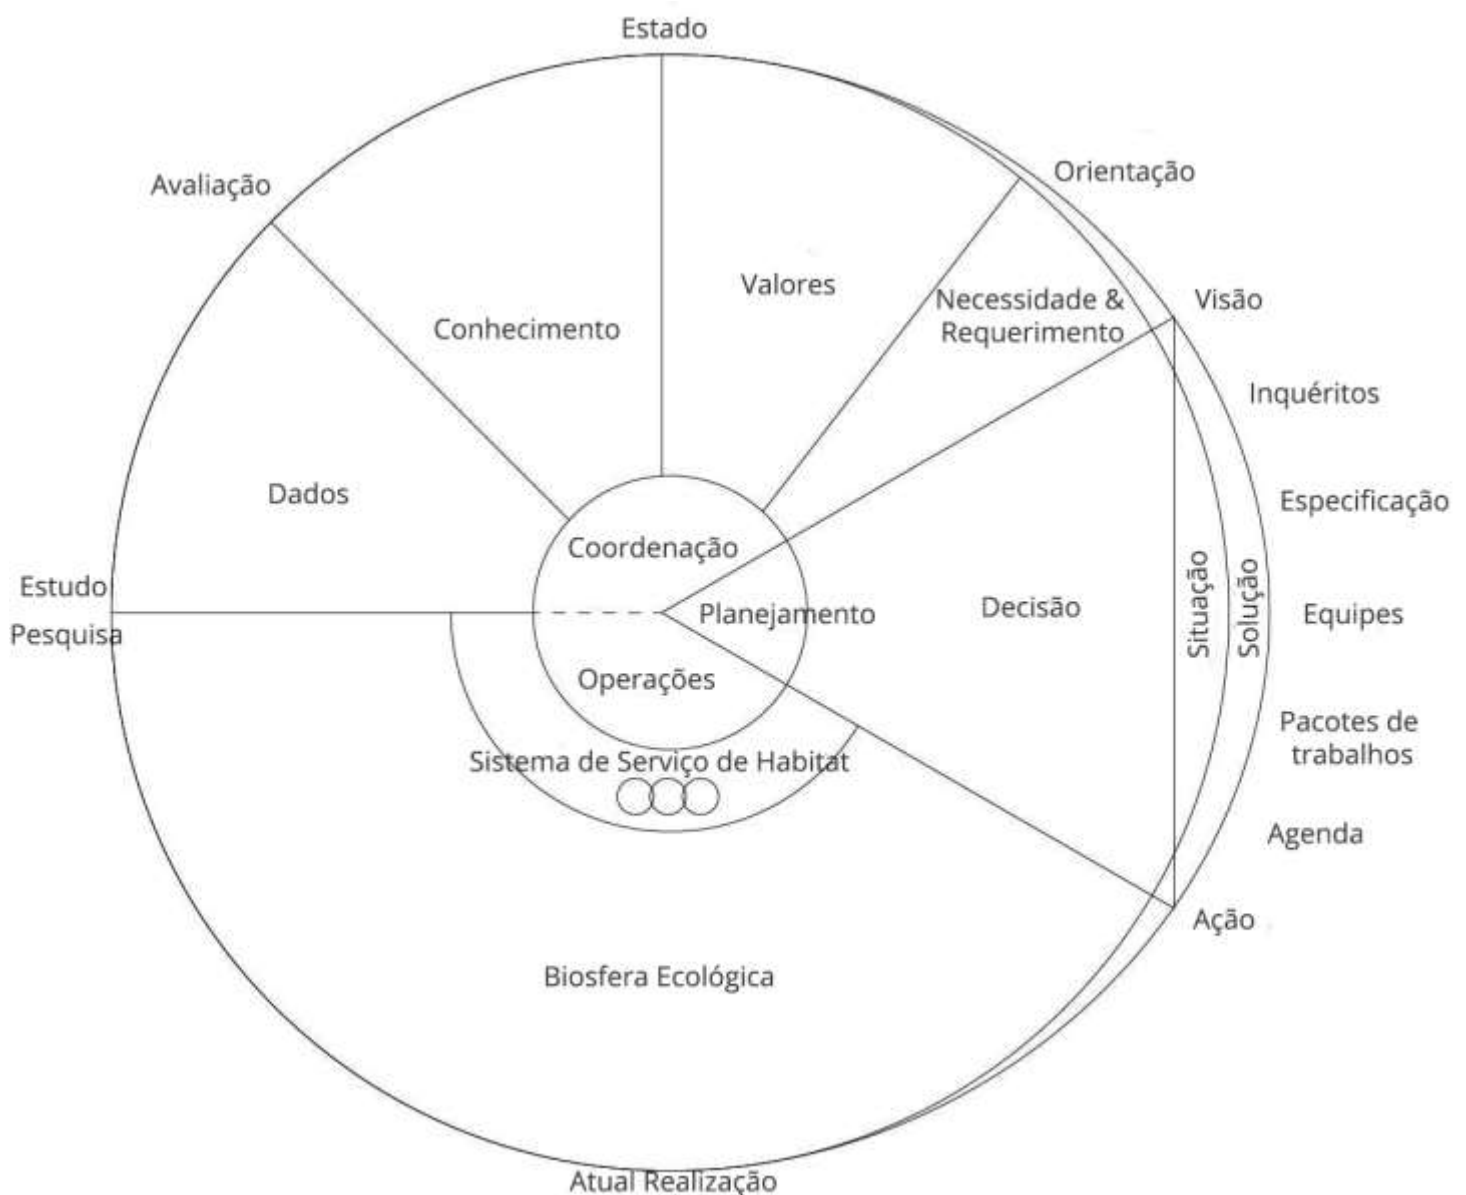 Estado
Avaliação
Orientação
Valores
Visão
Necessidade &
Requerimento
Conhecimento
Inquéritos
Dados
Especificação
Coordenação
Estudo
Pesquisa
Planejamento
Decisão
Situação
Solução
Equipes
Operações
Pacotes de
trabalhos
Sistema de Serviço de Habitat
Agenda
Ação
Biosfera Ecológica
Atual Realização